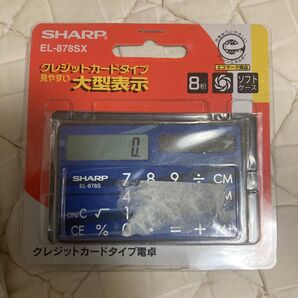 SHARP
EL-878SX
クレジットカードタイプ
見やすい大型表示
8桁
ソフトケース
0.
SHARP
EL-878S
7 8 9 ÷ CM
4
ON/C √ 1
CE % 0 = + M+
クレジットカードタイプ電卓